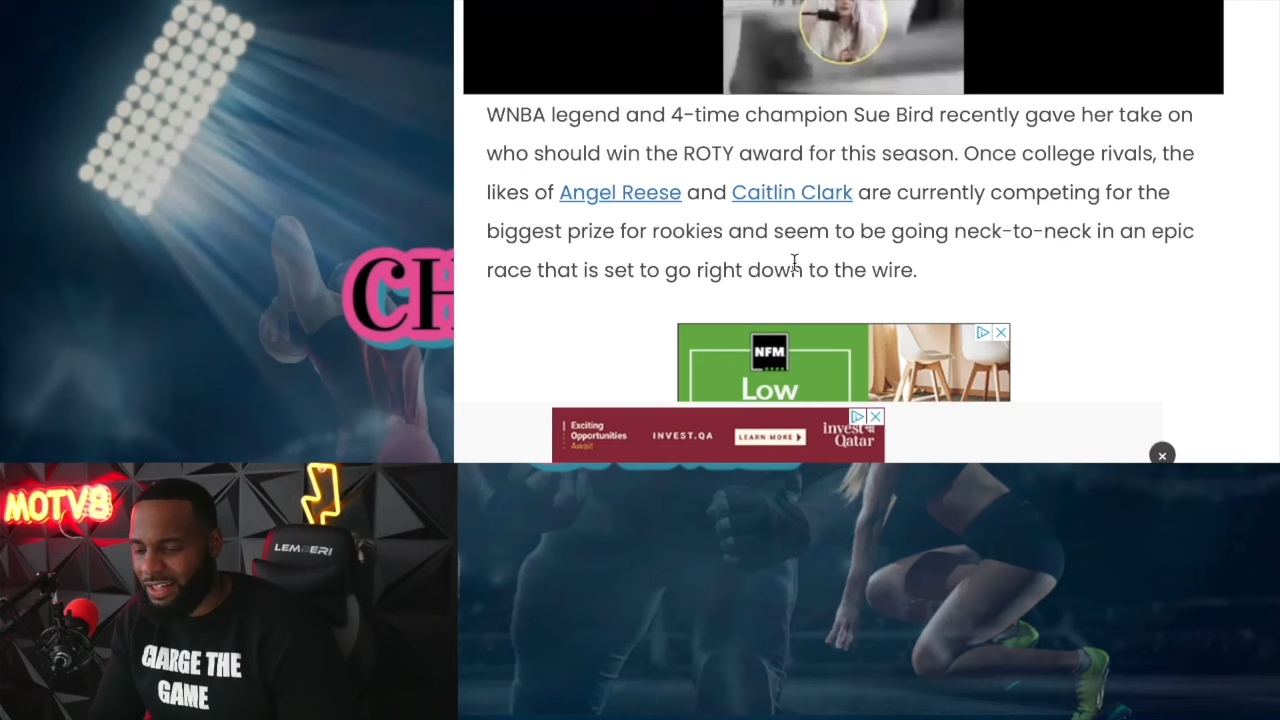 WNBA legend and 4-time champion Sue Bird recently gave her take on
who should win the ROTY award for this season. Once college rivals, the
likes of Angel Reese and Caitlin Clark are currently competing for the
biggest prize for rookies and seem to be going neck-to-neck in an epic
race that is set to go right down to the wire.
CH
NFM
Low
Exciting
Opportunities
Await
INVEST.QA
LEARN MORE
invest
Qatar
MOTV8
CHARGE THE
GAME